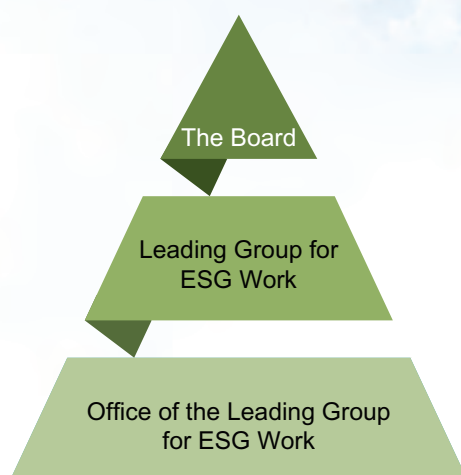 The Board
Leading Group for
ESG Work
Office of the Leading Group
for ESG Work